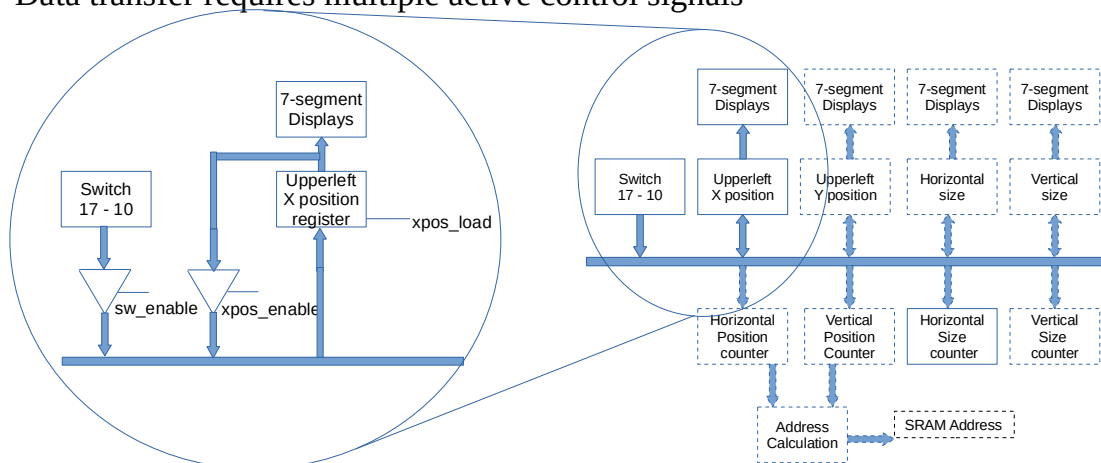 Data transfer requires multiple active control signals
7-segment
Displays
Switch
17 - 10
Upperleft
X position
register
xpos_load
sw_enable
xpos_enable
7-segment
Displays
7-segment
Displays
7-segment
Displays
7-segment
Displays
Switch
17 - 10
Upperleft
X position
Upperleft
Y position
Horizontal
size
Vertical
size
Horizontal
Position
counter
Vertical
Position
Counter
Horizontal
Size
counter
Vertical
Size
counter
Address
Calculation
SRAM Address